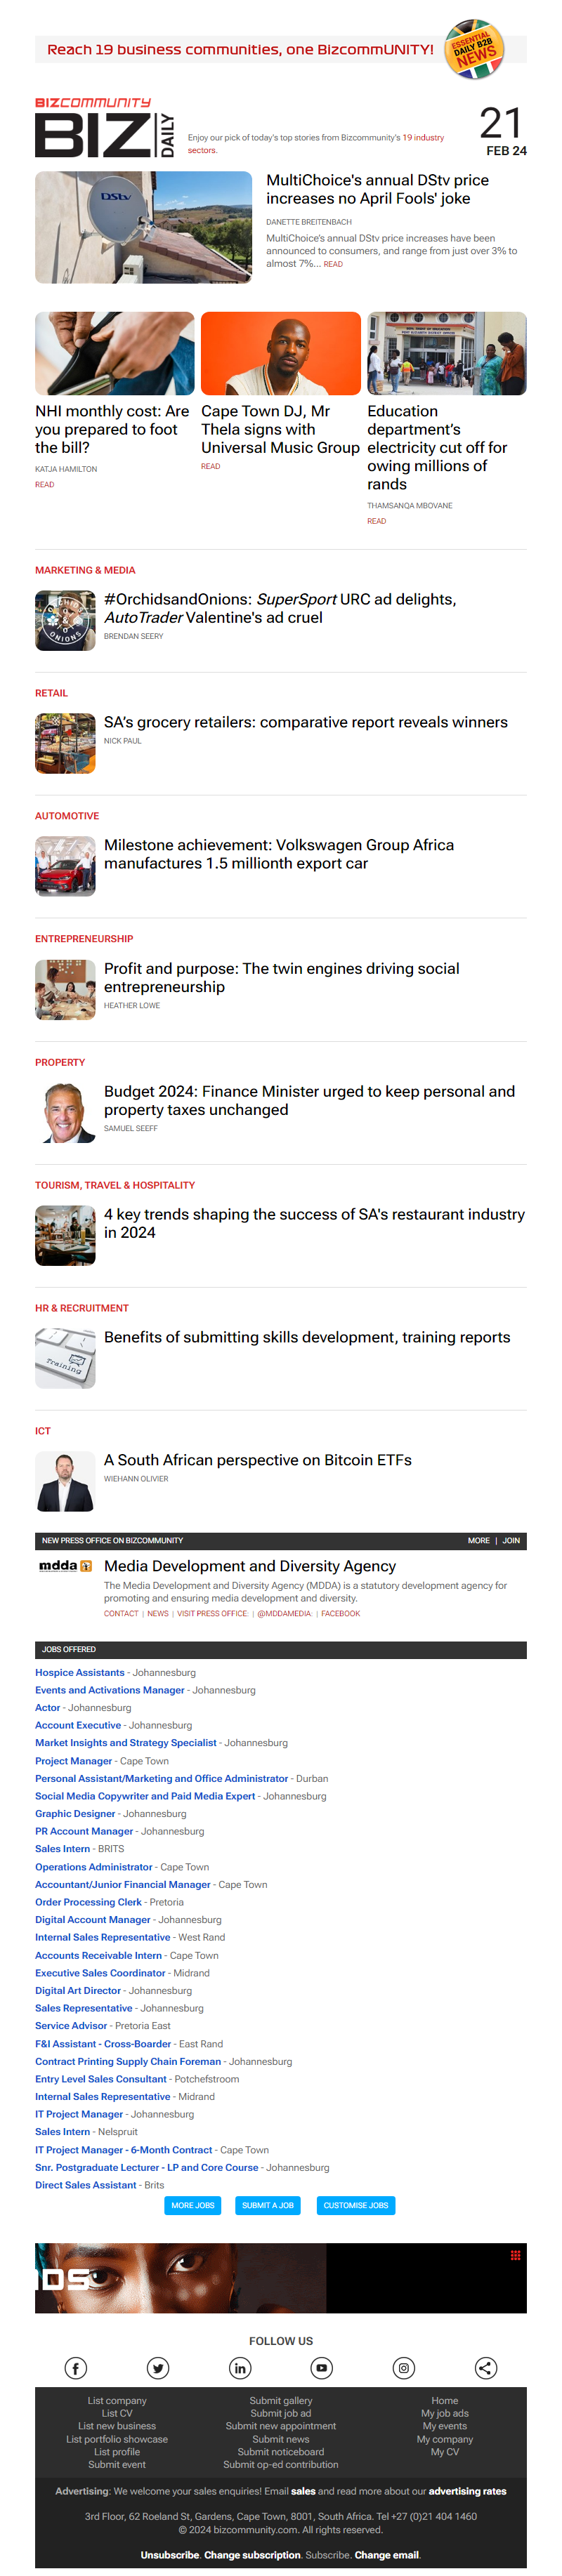 Reach 19 business communities, one BizcommUNITY!
ESSENTIAL
DAILY B2B
NEWS
BIZCOMMUNITY
BIZ DAILY
Enjoy our pick of today's top stories from Bizcommunity's 19 industry
sectors.
21
FEB 24
DStv
MultiChoice's annual DStv price
increases no April Fools' joke
DANETTE BREITENBACH
MultiChoice's annual DStv price increases have been
announced to consumers, and range from just over 3% to
almost 7%... READ
NHI monthly cost: Are
you prepared to foot
the bill?
KATJA HAMILTON
READ
Cape Town DJ, Mr
Thela signs with
Universal Music Group
READ
Education
department's
electricity cut off for
owing millions of
rands
THAMSANQA MBOVANE
READ
MARKETING & MEDIA
#OrchidsandOnions: SuperSport URC ad delights,
AutoTrader Valentine's ad cruel
BRENDAN SEERY
RETAIL
SA's grocery retailers: comparative report reveals winners
NICK PAUL
AUTOMOTIVE
Milestone achievement: Volkswagen Group Africa
manufactures 1.5 millionth export car
ENTREPRENEURSHIP
Profit and purpose: The twin engines driving social
entrepreneurship
HEATHER LOWE
PROPERTY
Budget 2024: Finance Minister urged to keep personal and
property taxes unchanged
SAMUEL SEEFF
TOURISM, TRAVEL & HOSPITALITY
4 key trends shaping the success of SA's restaurant industry
in 2024
HR & RECRUITMENT
Training
Benefits of submitting skills development, training reports
ICT
A South African perspective on Bitcoin ETFs
WIEHANN OLIVIER
NEW PRESS OFFICE ON BIZCOMMUNITY MORE | JOIN
mdda
Media Development and Diversity Agency
The Media Development and Diversity Agency (MDDA) is a statutory development agency for
promoting and ensuring media development and diversity.
CONTACT | NEWS | VISIT PRESS OFFICE: | @MDDAMEDIA: | FACEBOOK
JOBS OFFERED
Hospice Assistants - Johannesburg
Events and Activations Manager - Johannesburg
Actor - Johannesburg
Account Executive - Johannesburg
Market Insights and Strategy Specialist - Johannesburg
Project Manager - Cape Town
Personal Assistant/Marketing and Office Administrator - Durban
Social Media Copywriter and Paid Media Expert - Johannesburg
Graphic Designer - Johannesburg
PR Account Manager - Johannesburg
Sales Intern - BRITS
Operations Administrator - Cape Town
Accountant/Junior Financial Manager - Cape Town
Order Processing Clerk - Pretoria
Digital Account Manager - Johannesburg
Internal Sales Representative - West Rand
Accounts Receivable Intern - Cape Town
Executive Sales Coordinator - Midrand
Digital Art Director - Johannesburg
Sales Representative - Johannesburg
Service Advisor - Pretoria East
F&I Assistant - Cross-Boarder - East Rand
Contract Printing Supply Chain Foreman - Johannesburg
Entry Level Sales Consultant - Potchefstroom
Internal Sales Representative - Midrand
IT Project Manager - Johannesburg
Sales Intern - Nelspruit
IT Project Manager - 6-Month Contract - Cape Town
Snr. Postgraduate Lecturer - LP and Core Course - Johannesburg
Direct Sales Assistant - Brits
MORE JOBS SUBMIT A JOB CUSTOMISE JOBS
DS
FOLLOW US
List company
List CV
List new business
List portfolio showcase
List profile
Submit event
Submit gallery
Submit job ad
Submit new appointment
Submit news
Submit noticeboard
Submit op-ed contribution
Home
My job ads
My events
My company
My CV
Advertising: We welcome your sales enquiries! Email sales and read more about our advertising rates
3rd Floor, 62 Roeland St, Gardens, Cape Town, 8001, South Africa. Tel +27 (0)21 404 1460
© 2024 bizcommunity.com. All rights reserved.
Unsubscribe. Change subscription. Subscribe. Change email.